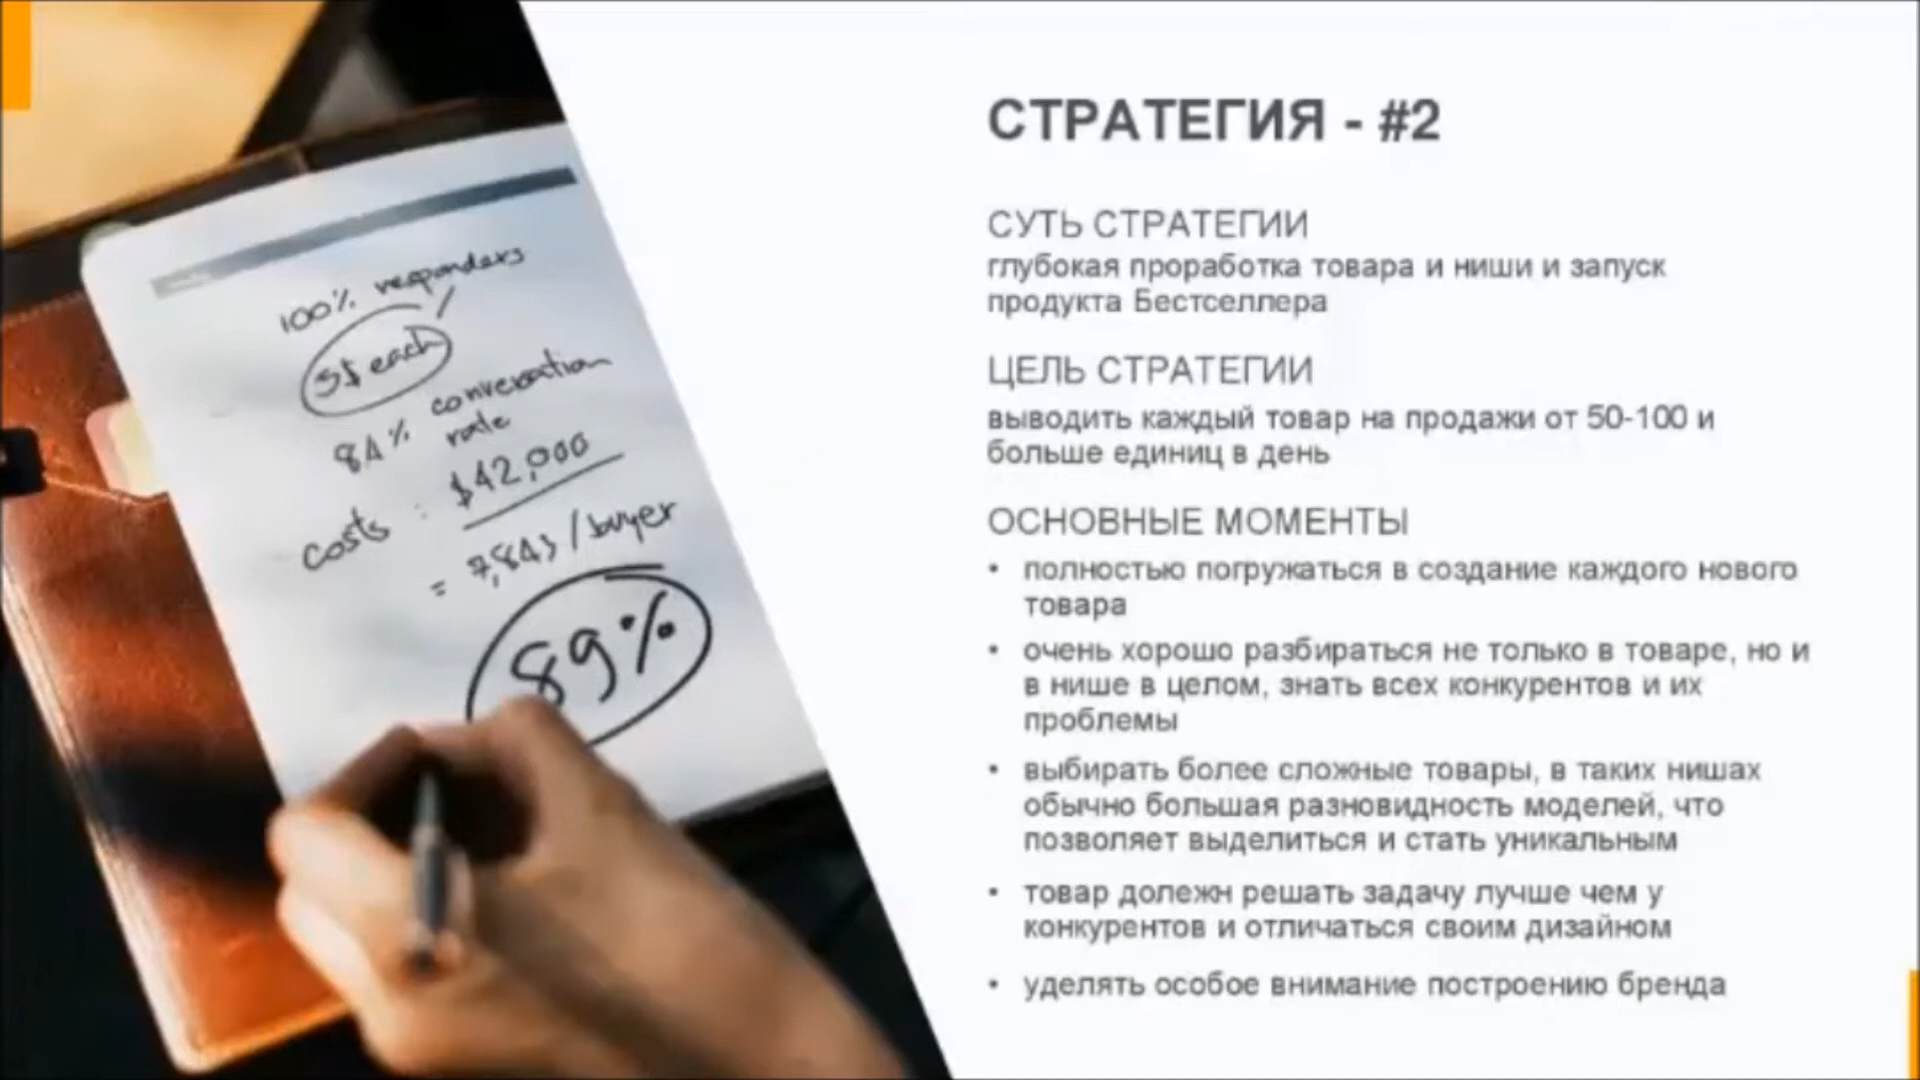 100% responders
5$ each
84% conversation
rate
costs : $42,000
= 7,843 / buyer
89%
СТРАТЕГИЯ - #2
СУТЬ СТРАТЕГИИ
глубокая проработка товара и ниши и запуск
продукта Бестселлера
ЦЕЛЬ СТРАТЕГИИ
выводить каждый товар на продажи от 50-100 и
больше единиц в день
ОСНОВНЫЕ МОМЕНТЫ
• полностью погружаться в создание каждого нового
товара
• очень хорошо разбираться не только в товаре, но и
в нише в целом, знать всех конкурентов и их
проблемы
• выбирать более сложные товары, в таких нишах
обычно большая разновидность моделей, что
позволяет выделиться и стать уникальным
• товар долежн решать задачу лучше чем у
конкурентов и отличаться своим дизайном
• уделять особое внимание построению бренда